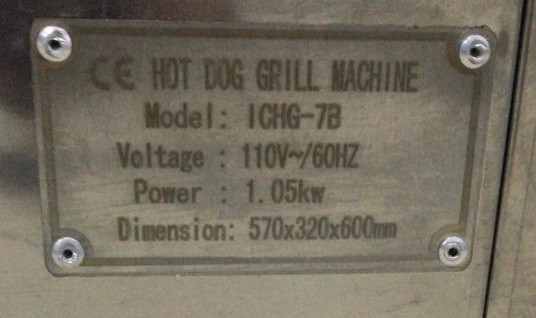 CE HOT DOG GRILL MACHINE
Model: ICHG-7B
Voltage : 110V~/60HZ
Power : 1.05kw
Dimension: 570x320x600mm